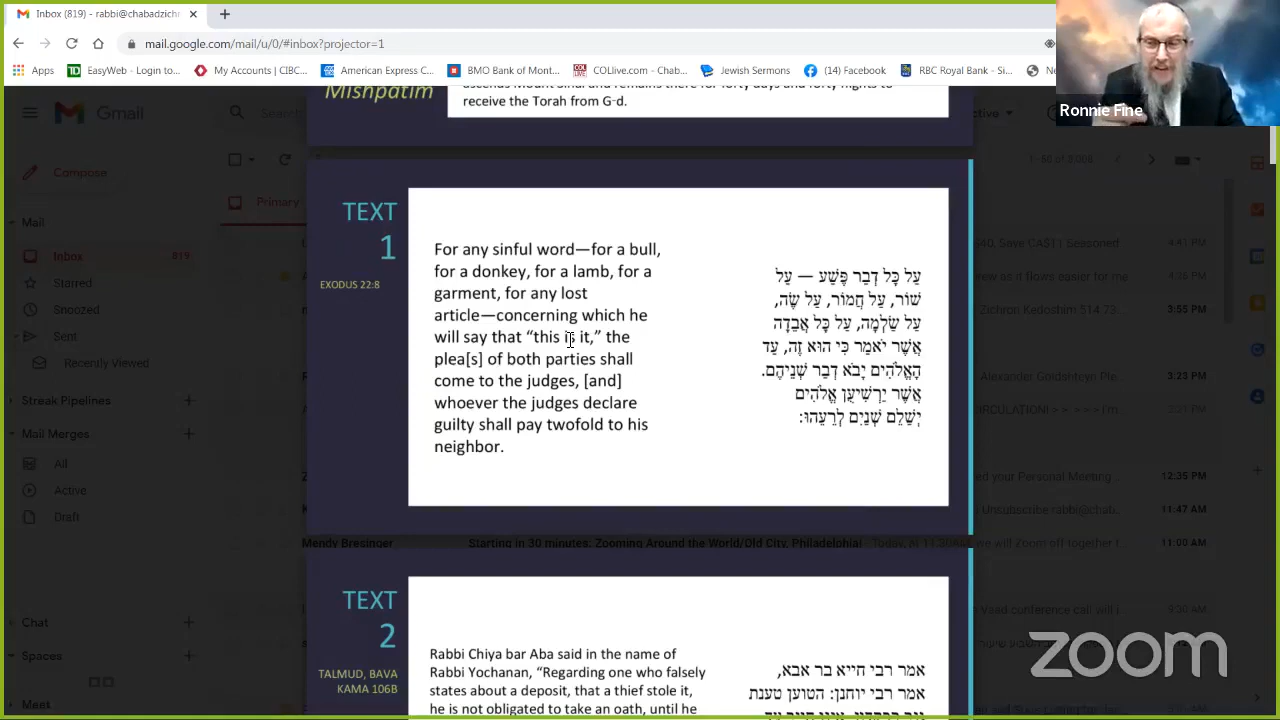 Inbox (819) - rabbi@chabadzichr
mail.google.com/mail/u/0/#inbox?projector=1
Apps
EasyWeb - Login to...
My Accounts | CIBC...
American Express C...
BMO Bank of Mont...
COLlive.com - Chab...
Jewish Sermons
(14) Facebook
RBC Royal Bank - Si...
Ronnie Fine
Mishpatim
receive the Torah from G-d.
Gmail
Compose
Primary
1-50 of 3,006
Mail
Inbox 819
Starred
Snoozed
Sent
Recently Viewed
Streak Pipelines
Mail Merges
All
Active
Draft
Chat
Spaces
Meet
TEXT
1
EXODUS 22:8
For any sinful word—for a bull,
for a donkey, for a lamb, for a
garment, for any lost
article—concerning which he
will say that “this is it,” the
plea[s] of both parties shall
come to the judges, [and]
whoever the judges declare
guilty shall pay twofold to his
neighbor.
עַל כָּל דְבַר פֶּשַׁע — עַל
שׁוֹר, עַל חֲמוֹר, עַל שֶׂה,
עַל שַׂלְמָה, עַל כָּל אֲבֵדָה
אֲשֶׁר יֹאמַר כִּי הוּא זֶה, עַד
הָאֱלֹהִים יָבֹא דְבַר שְׁנֵיהֶם.
אֲשֶׁר יַרְשִׁיעֻן אֱלֹהִים
יְשַׁלֵּם שְׁנַיִם לְרֵעֵהוּ:
4:41 PM
3:55 PM
3:23 PM
12:35 PM
11:47 AM
Mendy Bresinger
Starting in 30 minutes: Zooming Around the World/Old City, Philadelphia!
11:00 AM
9:30 AM
TEXT
2
TALMUD, BAVA
KAMA 106B
Rabbi Chiya bar Aba said in the name of
Rabbi Yochanan, “Regarding one who falsely
states about a deposit, that a thief stole it,
he is not obligated to take an oath, until he
אמר רבי חייא בר אבא,
אמר רבי יוחנן: הטוען טענת
zoom